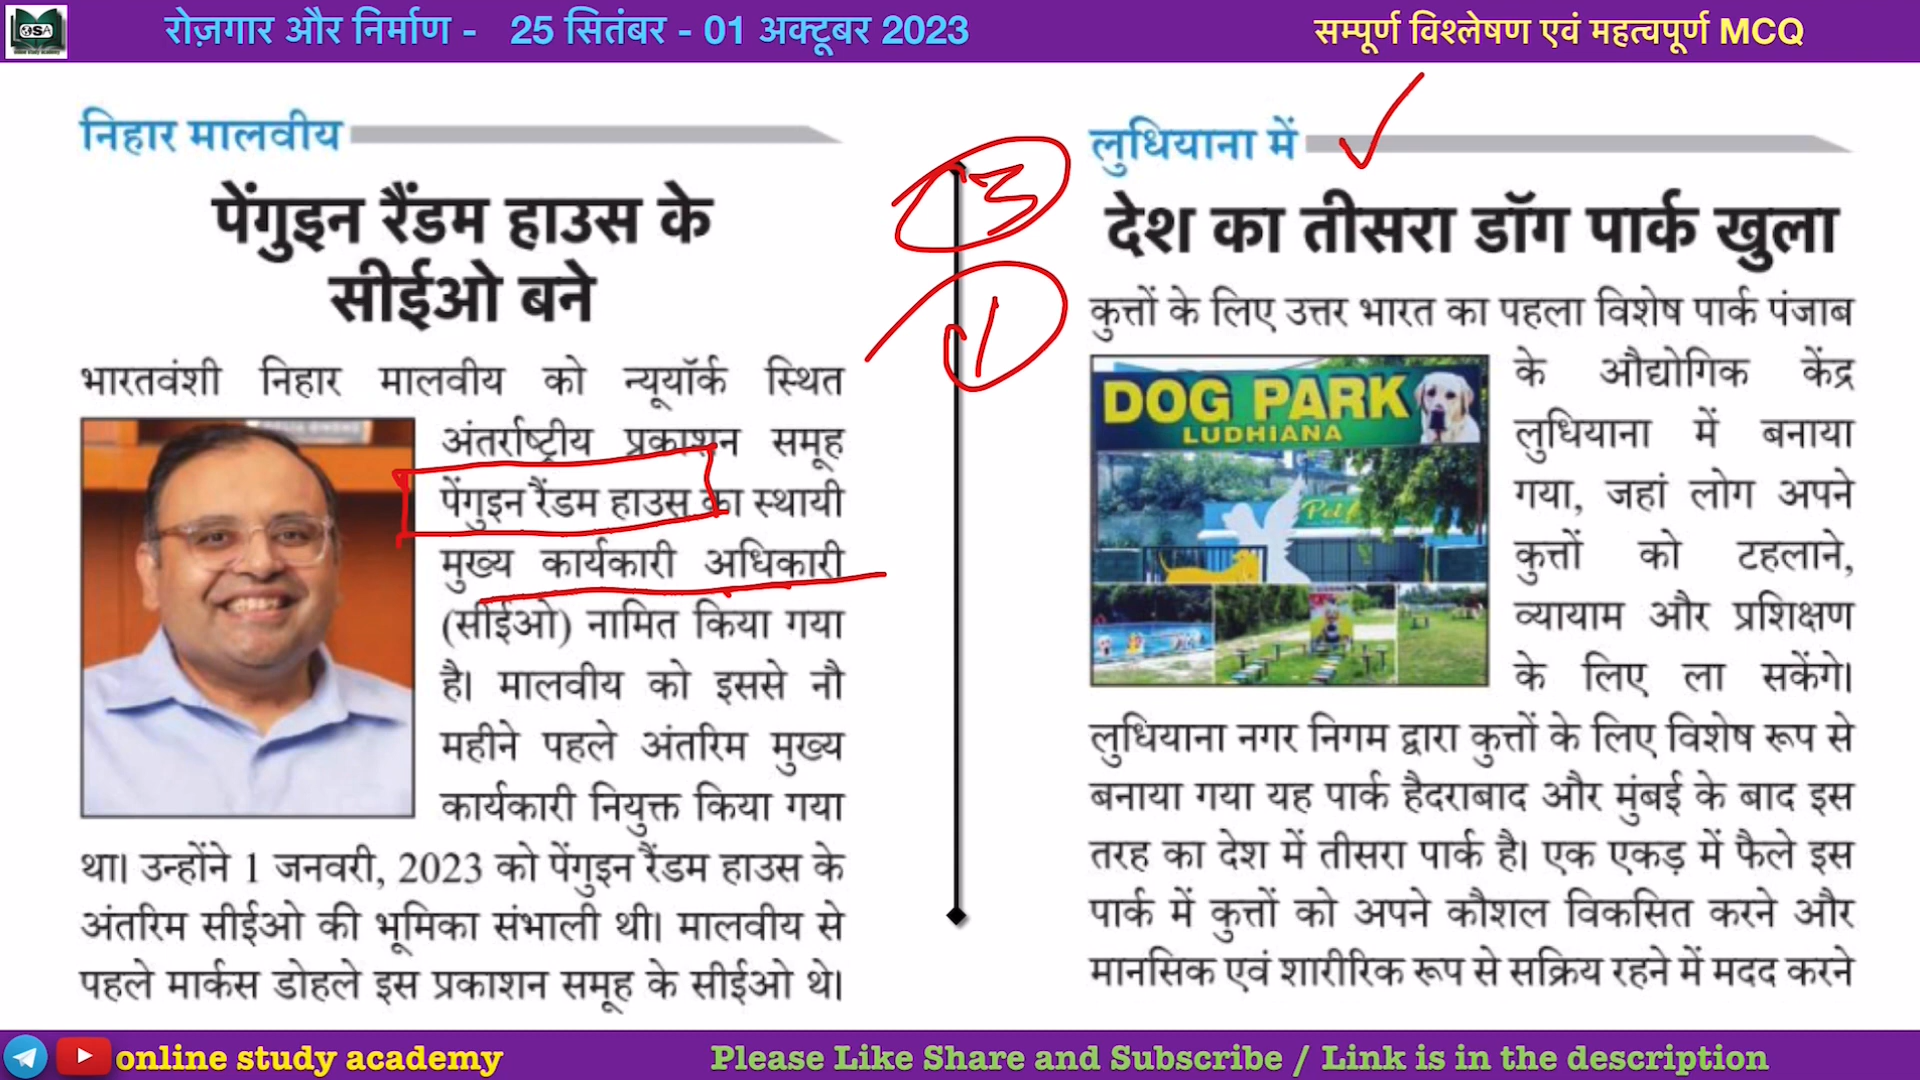 OSA
रोज़गार और निर्माण - 25 सितंबर - 01 अक्टूबर 2023
सम्पूर्ण विश्लेषण एवं महत्वपूर्ण MCQ
निहार मालवीय
पेंगुइन रैंडम हाउस के
सीईओ बने
भारतवंशी निहार मालवीय को न्यूयॉर्क स्थित
अंतर्राष्ट्रीय प्रकाशन समूह
पेंगुइन रैंडम हाउस का स्थायी
मुख्य कार्यकारी अधिकारी
(सीईओ) नामित किया गया
है। मालवीय को इससे नौ
महीने पहले अंतरिम मुख्य
कार्यकारी नियुक्त किया गया
था। उन्होंने 1 जनवरी, 2023 को पेंगुइन रैंडम हाउस के
अंतरिम सीईओ की भूमिका संभाली थी। मालवीय से
पहले मार्कस डोहले इस प्रकाशन समूह के सीईओ थे।
3
1
लुधियाना में
देश का तीसरा डॉग पार्क खुला
कुत्तों के लिए उत्तर भारत का पहला विशेष पार्क पंजाब
के औद्योगिक केंद्र
लुधियाना में बनाया
गया, जहां लोग अपने
कुत्तों को टहलाने,
व्यायाम और प्रशिक्षण
के लिए ला सकेंगे।
DOG PARK
LUDHIANA
लुधियाना नगर निगम द्वारा कुत्तों के लिए विशेष रूप से
बनाया गया यह पार्क हैदराबाद और मुंबई के बाद इस
तरह का देश में तीसरा पार्क है। एक एकड़ में फैले इस
पार्क में कुत्तों को अपने कौशल विकसित करने और
मानसिक एवं शारीरिक रूप से सक्रिय रहने में मदद करने
online study academy
Please Like Share and Subscribe / Link is in the description